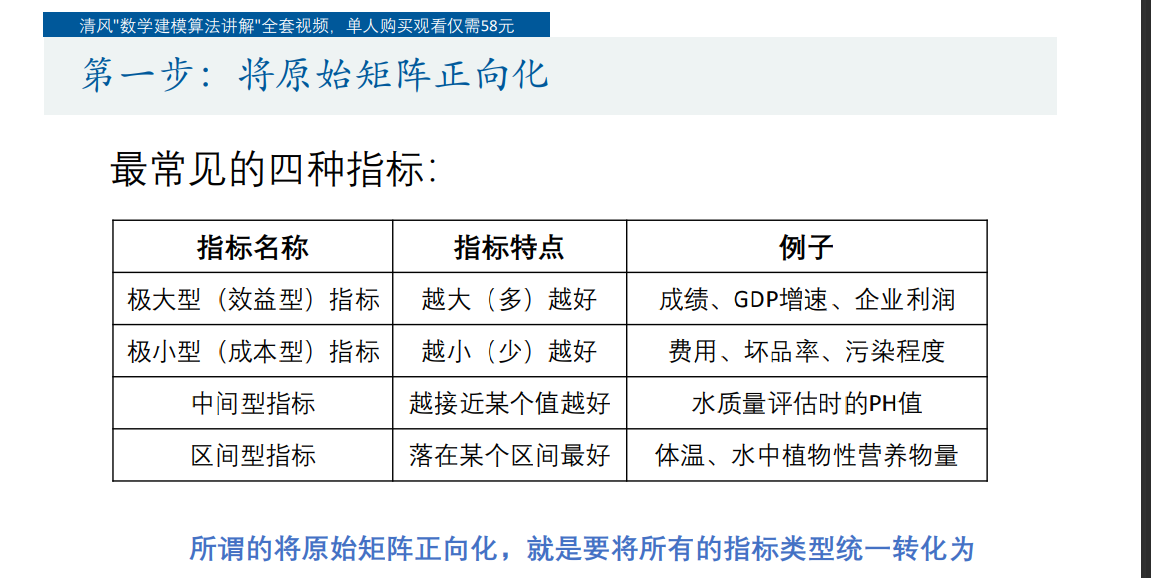 清风"数学建模算法讲解"全套视频，单人购买观看仅需58元
第一步：将原始矩阵正向化
最常见的四种指标：
指标名称 指标特点 例子
极大型（效益型）指标 越大（多）越好 成绩、GDP增速、企业利润
极小型（成本型）指标 越小（少）越好 费用、坏品率、污染程度
中间型指标 越接近某个值越好 水质量评估时的PH值
区间型指标 落在某个区间最好 体温、水中植物性营养物量
所谓的将原始矩阵正向化，就是要将所有的指标类型统一转化为